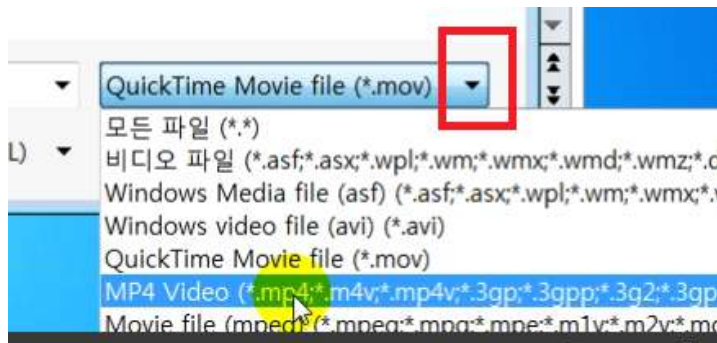 QuickTime Movie file (*.mov)
모든 파일 (*.*)
L)
비디오 파일 (*.asf;*.asx;*.wpl;*.wm;*.wmx;*.wmd;*.wmz;*.c
Windows Media file (asf) (*.asf;*.asx;*.wpl;*.wm;*.wmx;*.
Windows video file (avi) (*.avi)
QuickTime Movie file (*.mov)
MP4 Video (*.mp4;*.m4v;*.mp4v;*.3gp;*.3gpp;*.3g2;*.3gp
Movie file (mpeg) (*.mpeg;*.mpg;*.mpe;*.m1v;*.m2v;*.mo